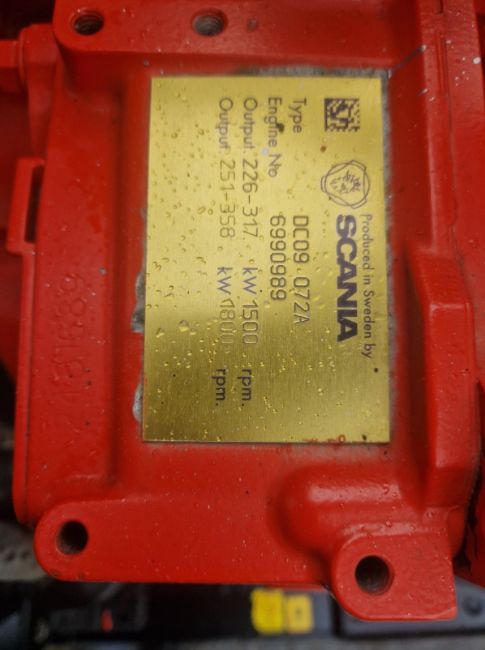 Produced in Sweden by
SCANIA
Type DC09 072A
Engine No 6990989
Output 226-317 kW 1500 rpm.
Output 251-358 kW 1800 rpm.